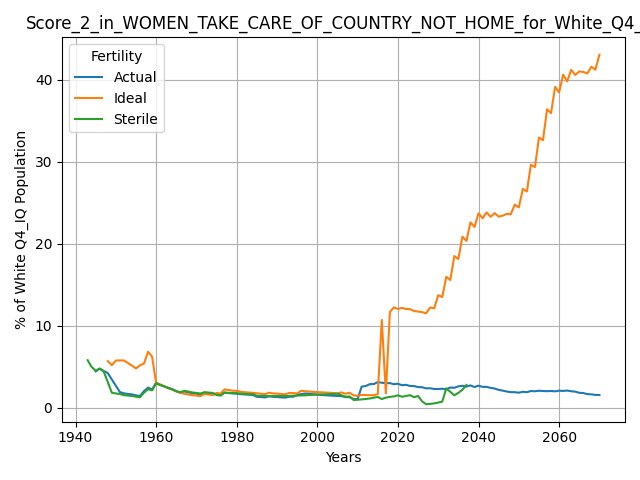 Score_2_in_WOMEN_TAKE_CARE_OF_COUNTRY_NOT_HOME_for_White_Q4_
Fertility
Actual
Ideal
Sterile
% of White Q4_IQ Population
40
30
20
10
0
1940 1960 1980 2000 2020 2040 2060
Years